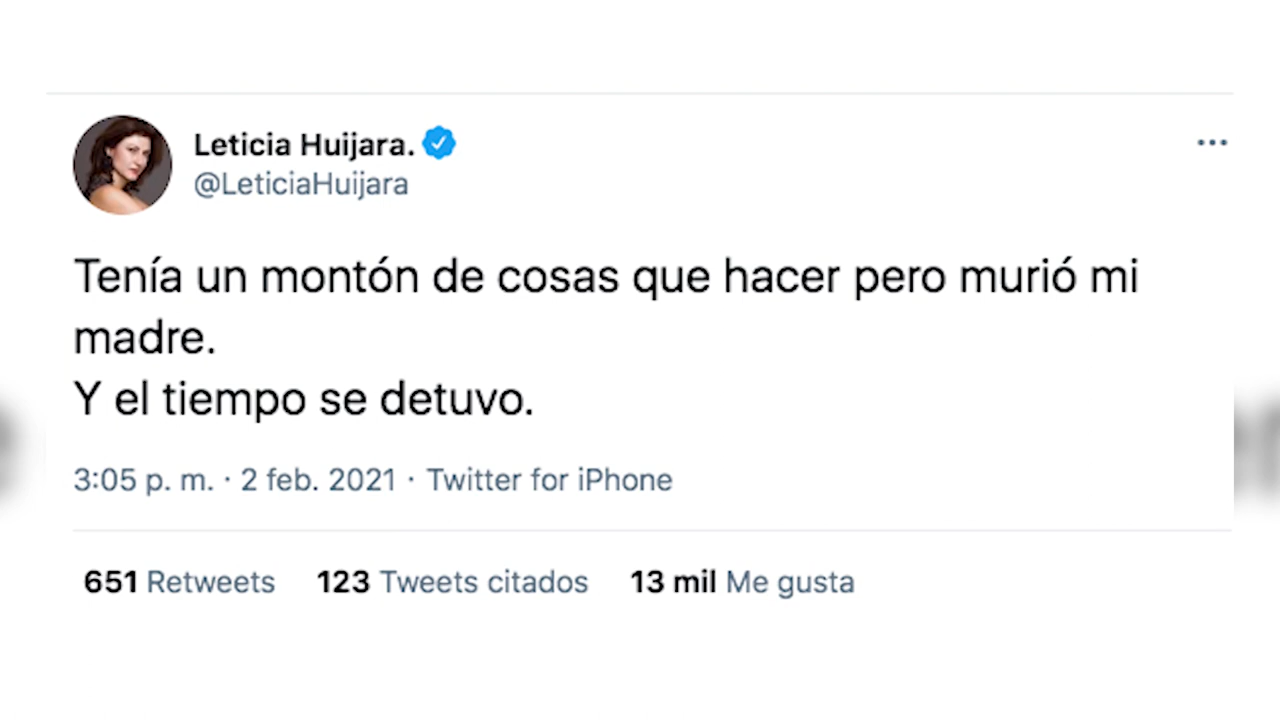 Leticia Huijara.
@LeticiaHuijara
Tenía un montón de cosas que hacer pero murió mi
madre.
Y el tiempo se detuvo.
3:05 p. m. · 2 feb. 2021 · Twitter for iPhone
651 Retweets 123 Tweets citados 13 mil Me gusta